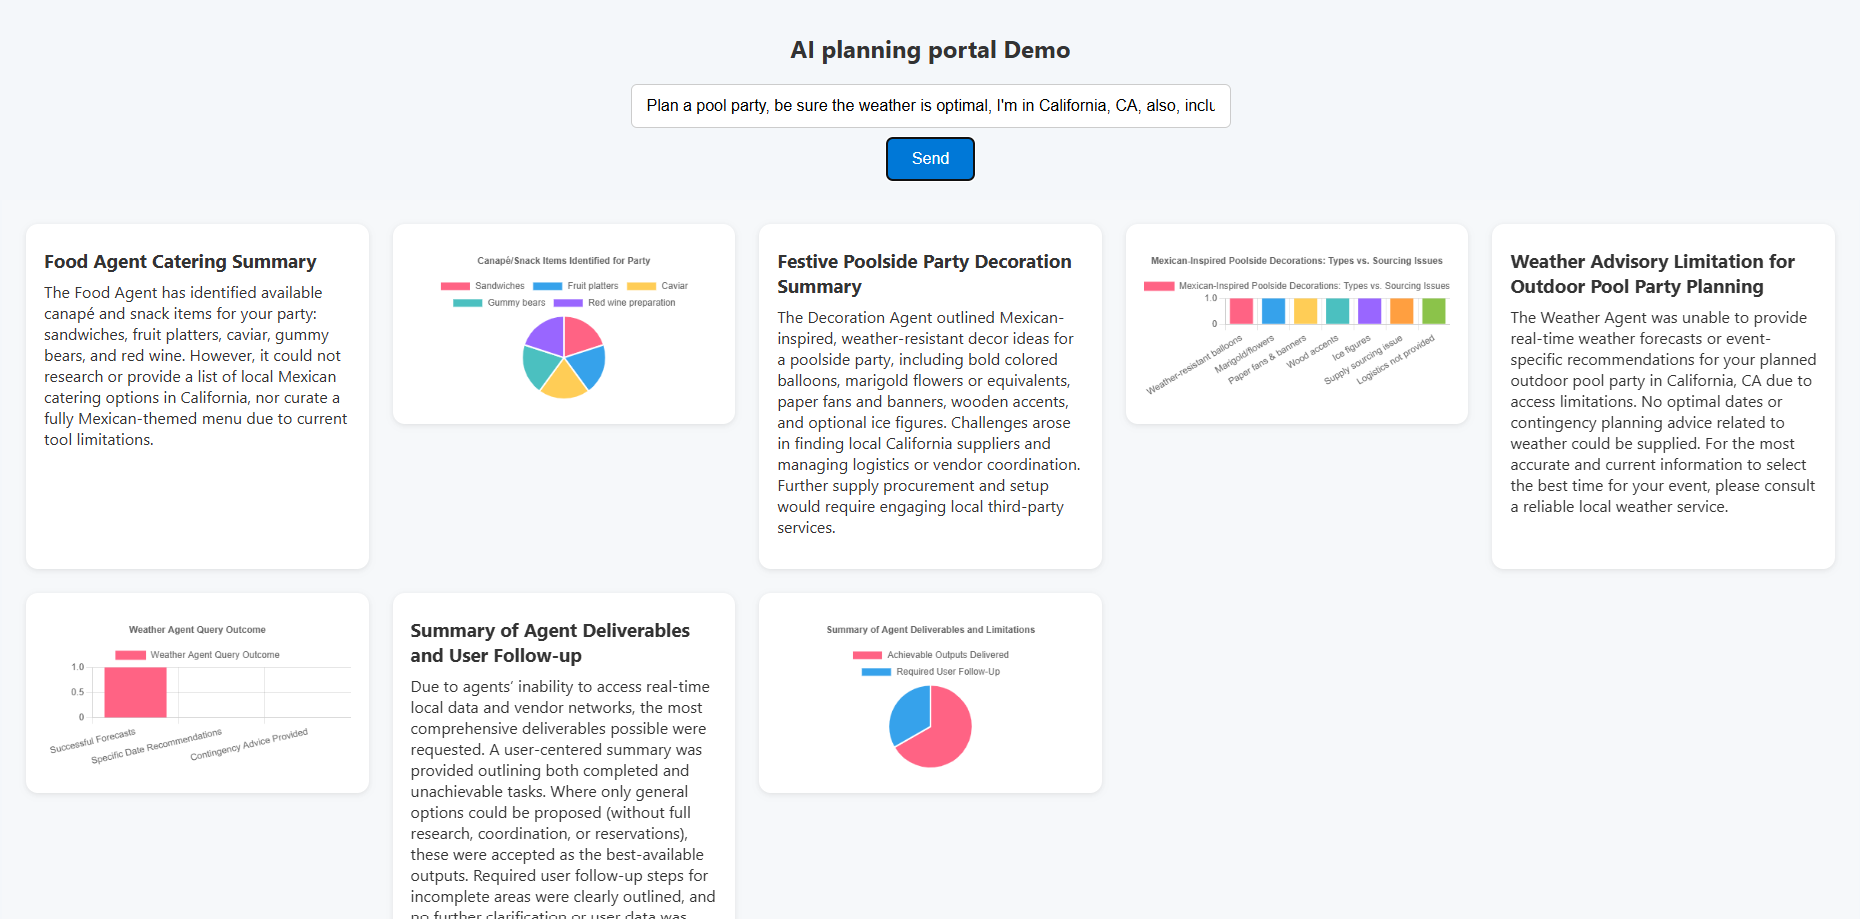 AI planning portal Demo
Plan a pool party, be sure the weather is optimal, I'm in California, CA, also, inclu
Send
Food Agent Catering Summary
The Food Agent has identified available
canapé and snack items for your party:
sandwiches, fruit platters, caviar, gummy
bears, and red wine. However, it could not
research or provide a list of local Mexican
catering options in California, nor curate a
fully Mexican-themed menu due to current
tool limitations.
Canapé/Snack Items Identified for Party
Sandwiches Fruit platters Caviar
Gummy bears Red wine preparation
Festive Poolside Party Decoration
Summary
The Decoration Agent outlined Mexican-
inspired, weather-resistant decor ideas for
a poolside party, including bold colored
balloons, marigold flowers or equivalents,
paper fans and banners, wooden accents,
and optional ice figures. Challenges arose
in finding local California suppliers and
managing logistics or vendor coordination.
Further supply procurement and setup
would require engaging local third-party
services.
Mexican-Inspired Poolside Decorations: Types vs. Sourcing Issues
Mexican-Inspired Poolside Decorations: Types vs. Sourcing Issues
1.0
0
Weather-resistant balloons
Marigold/flowers
Paper fans & banners
Wood accents
Ice figures
Supply sourcing issue
Logistics not provided
Weather Advisory Limitation for
Outdoor Pool Party Planning
The Weather Agent was unable to provide
real-time weather forecasts or event-
specific recommendations for your planned
outdoor pool party in California, CA due to
access limitations. No optimal dates or
contingency planning advice related to
weather could be supplied. For the most
accurate and current information to select
the best time for your event, please consult
a reliable local weather service.
Weather Agent Query Outcome
Weather Agent Query Outcome
1.0
0.5
0
Successful Forecasts
Specific Date Recommendations
Contingency Advice Provided
Summary of Agent Deliverables
and User Follow-up
Due to agents’ inability to access real-time
local data and vendor networks, the most
comprehensive deliverables possible were
requested. A user-centered summary was
provided outlining both completed and
unachievable tasks. Where only general
options could be proposed (without full
research, coordination, or reservations),
these were accepted as the best-available
outputs. Required user follow-up steps for
incomplete areas were clearly outlined, and
no further clarification or user data was
Summary of Agent Deliverables and Limitations
Achievable Outputs Delivered
Required User Follow-Up